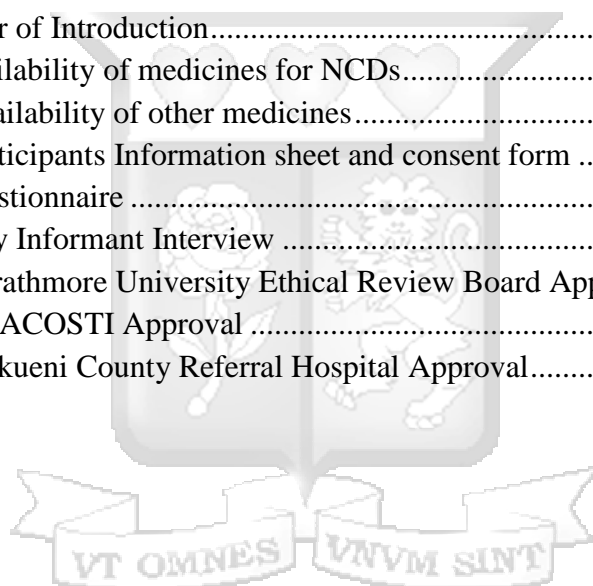 r of Introduction..........................................................
ilability of medicines for NCDs..................................
ailability of other medicines........................................
ticipants Information sheet and consent form ..
stionnaire .....................................................................
y Informant Interview ..................................................
rathmore University Ethical Review Board App
ACOSTI Approval .......................................................
kueni County Referral Hospital Approval.........
VT OMNES VNVM SINT